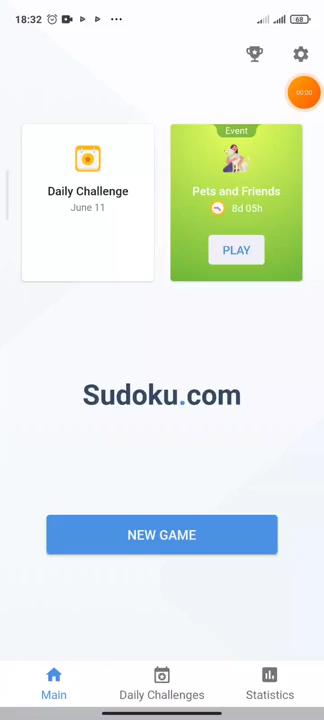 18:32
68
00:00
Event
Daily Challenge
June 11
Pets and Friends
8d 05h
PLAY
Sudoku.com
NEW GAME
Main
Daily Challenges
Statistics